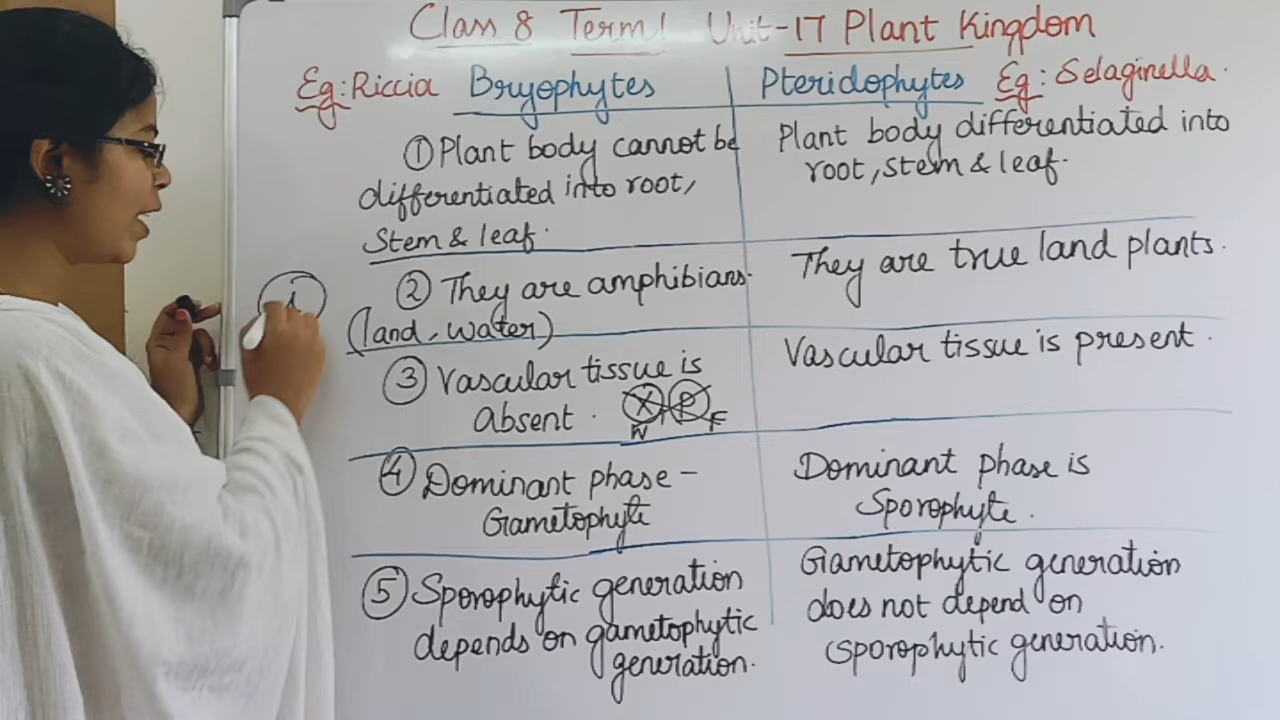 Class 8 Term I Unit-17 Plant Kingdom
Eg: Riccia Bryophytes
Pteridophytes Eg: Selaginella.
① Plant body cannot be
differentiated into root,
Stem & leaf.
Plant body differentiated into
root, stem & leaf.
② They are amphibians.
(land, water)
They are true land plants.
③ Vascular tissue is
absent. X P
W F
Vascular tissue is present.
④ Dominant phase -
Gametophyte
Dominant phase is
Sporophyte.
⑤ Sporophytic generation
depends on gametophytic
generation.
Gametophytic generation
does not depend on
sporophytic generation.